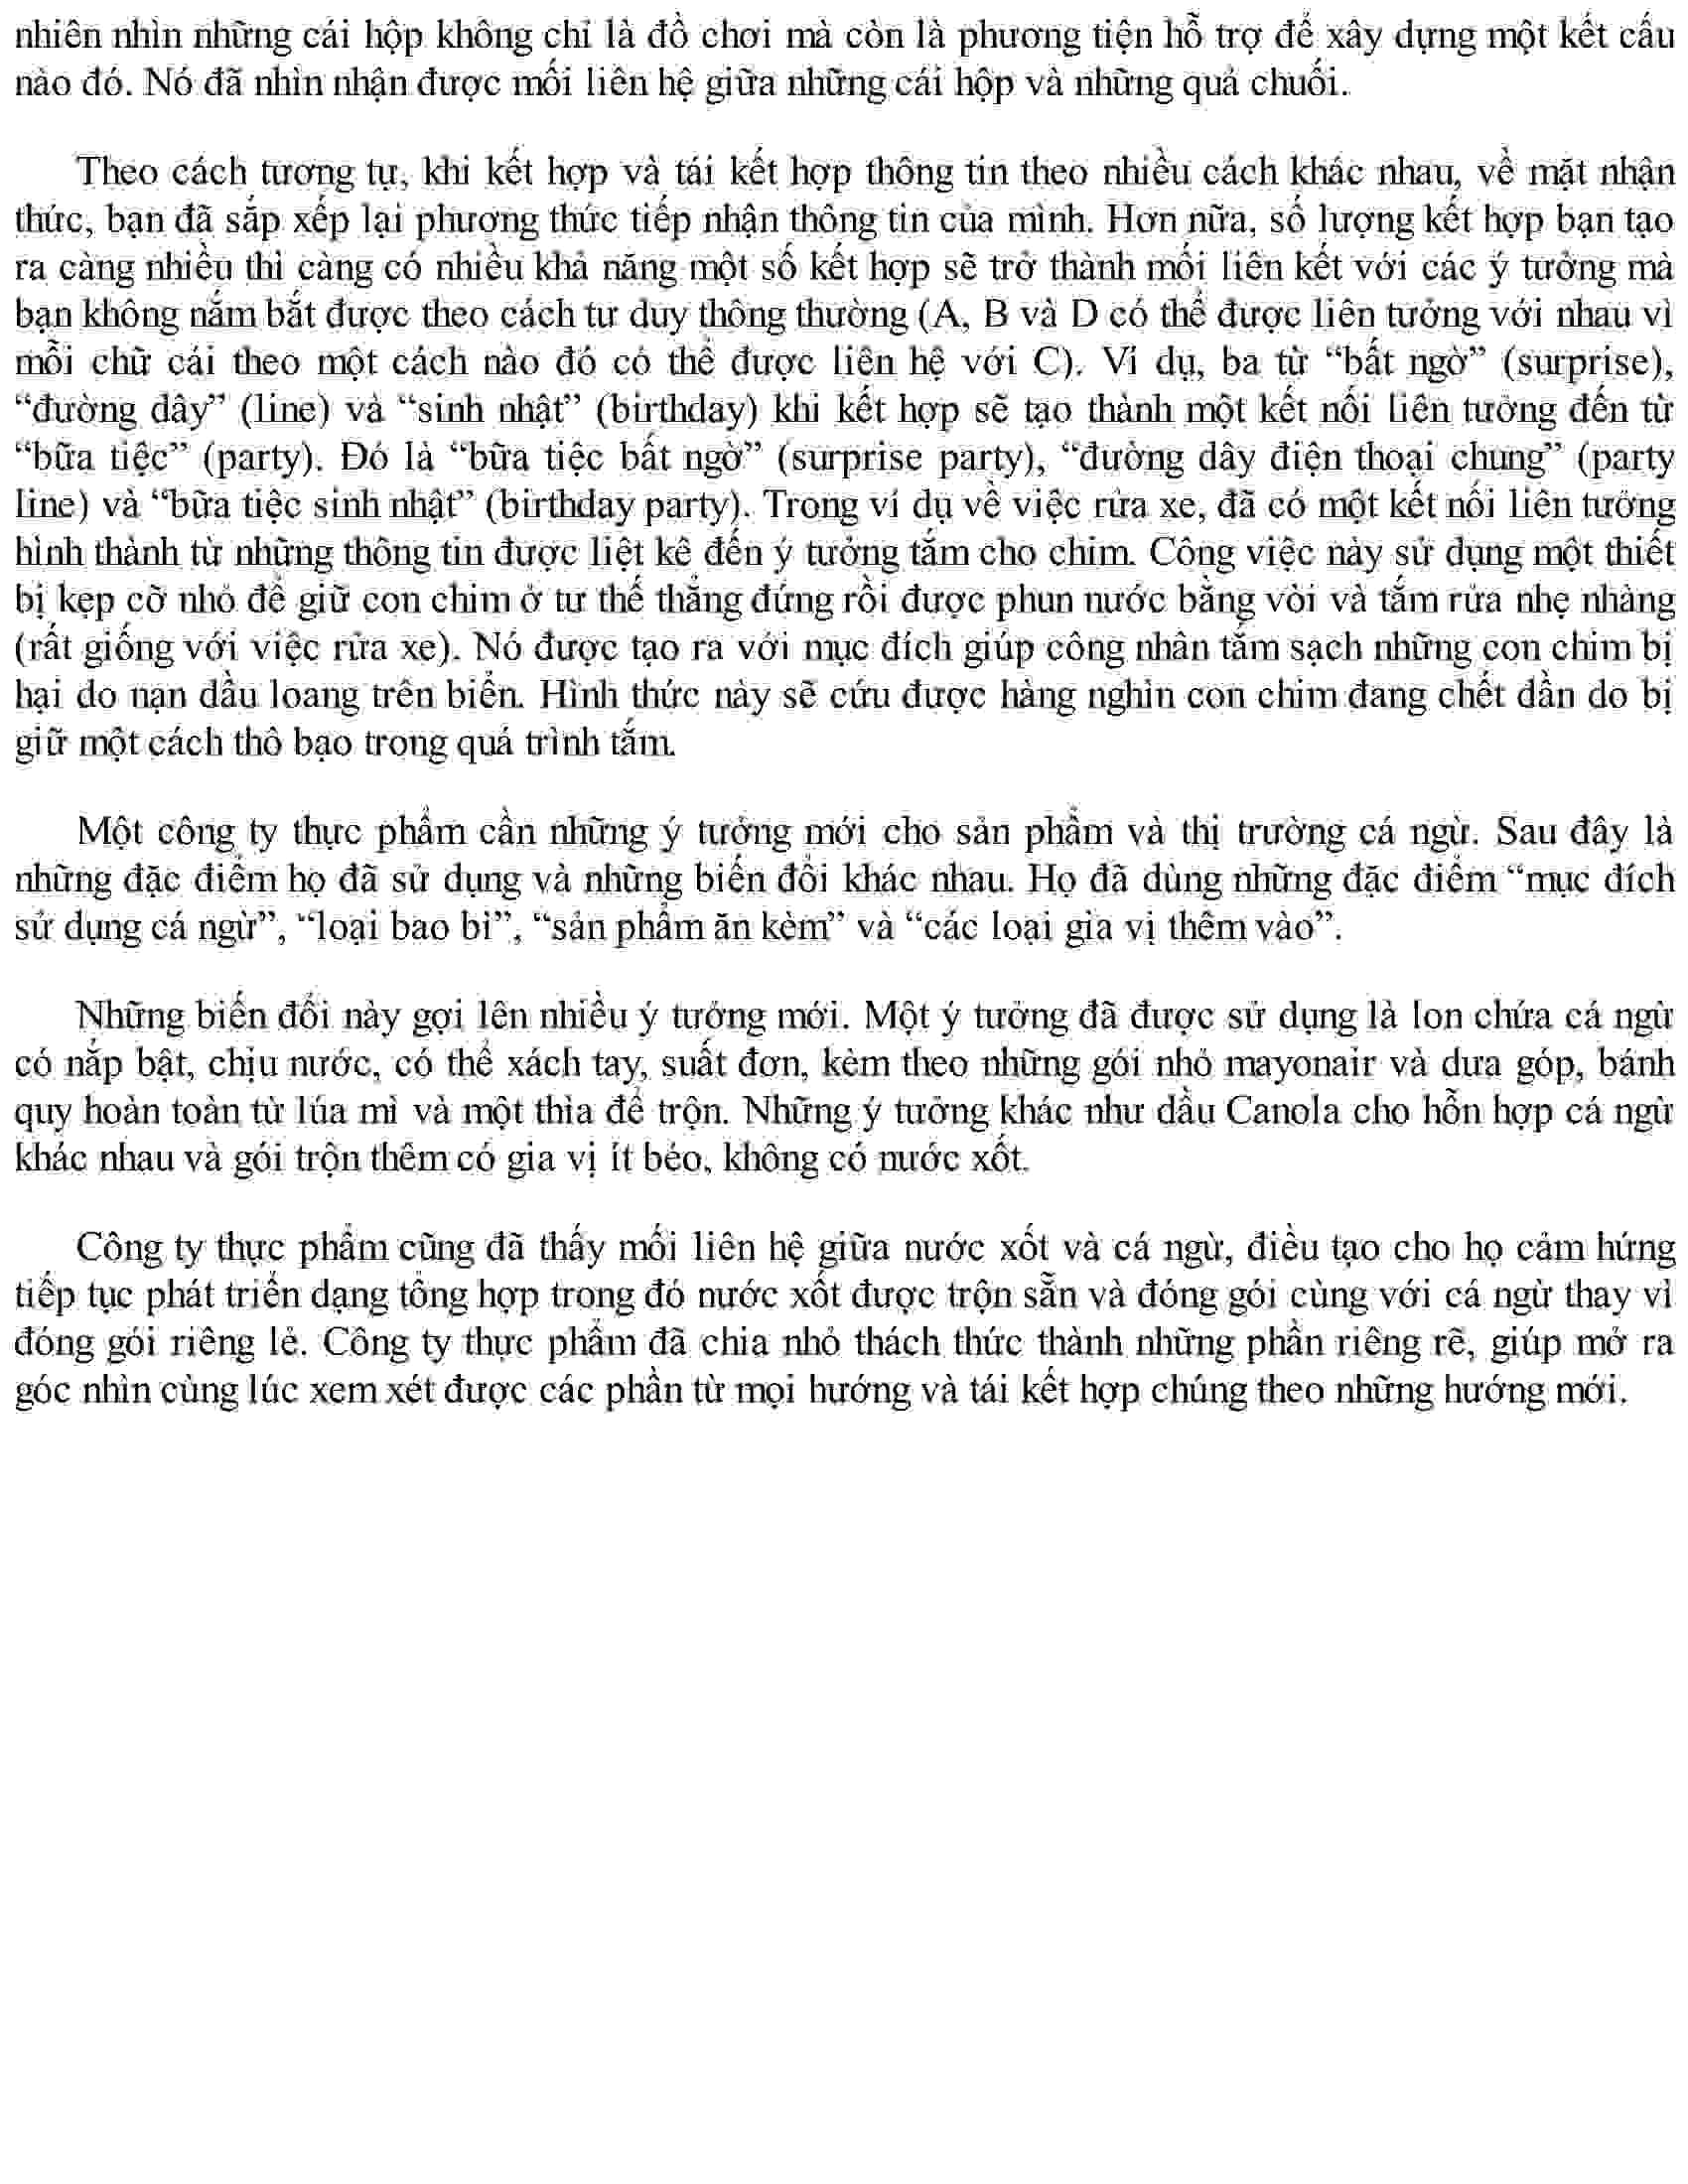 nhiên nhìn những cái hộp không chỉ là đồ chơi mà còn là phương tiện hỗ trợ để xây dựng một kết cấu
nào đó. Nó đã nhìn nhận được mối liên hệ giữa những cái hộp và những quả chuối.
Theo cách tương tự, khi kết hợp và tái kết hợp thông tin theo nhiều cách khác nhau, về mặt nhận
thức, bạn đã sắp xếp lại phương thức tiếp nhận thông tin của mình. Hơn nữa, số lượng kết hợp bạn tạo
ra càng nhiều thì càng có nhiều khả năng một số kết hợp sẽ trở thành mối liên kết với các ý tưởng mà
bạn không nắm bắt được theo cách tư duy thông thường (A, B và D có thể được liên tưởng với nhau vì
mỗi chữ cái theo một cách nào đó có thể được liên hệ với C). Ví dụ, ba từ “bất ngờ” (surprise),
“đường dây” (line) và “sinh nhật” (birthday) khi kết hợp sẽ tạo thành một kết nối liên tưởng đến từ
“bữa tiệc” (party). Đó là “bữa tiệc bất ngờ” (surprise party), “đường dây điện thoại chung” (party
line) và “bữa tiệc sinh nhật” (birthday party). Trong ví dụ về việc rửa xe, đã có một kết nối liên tưởng
hình thành từ những thông tin được liệt kê đến ý tưởng tắm cho chim. Công việc này sử dụng một thiết
bị kẹp cỡ nhỏ để giữ con chim ở tư thế thẳng đứng rồi được phun nước bằng vòi và tắm rửa nhẹ nhàng
(rất giống với việc rửa xe). Nó được tạo ra với mục đích giúp công nhân tắm sạch những con chim bị
hại do nạn dầu loang trên biển. Hình thức này sẽ cứu được hàng nghìn con chim đang chết dần do bị
giữ một cách thô bạo trong quá trình tắm.
Một công ty thực phẩm cần những ý tưởng mới cho sản phẩm và thị trường cá ngừ. Sau đây là
những đặc điểm họ đã sử dụng và những biến đổi khác nhau. Họ đã dùng những đặc điểm “mục đích
sử dụng cá ngừ”, “loại bao bì”, “sản phẩm ăn kèm” và “các loại gia vị thêm vào”.
Những biến đổi này gợi lên nhiều ý tưởng mới. Một ý tưởng đã được sử dụng là lon chứa cá ngừ
có nắp bật, chịu nước, có thể xách tay, suất đơn, kèm theo những gói nhỏ mayonair và dưa góp, bánh
quy hoàn toàn từ lúa mì và một thìa để trộn. Những ý tưởng khác như dầu Canola cho hỗn hợp cá ngừ
khác nhau và gói trộn thêm có gia vị ít béo, không có nước xốt.
Công ty thực phẩm cũng đã thấy mối liên hệ giữa nước xốt và cá ngừ, điều tạo cho họ cảm hứng
tiếp tục phát triển dạng tổng hợp trong đó nước xốt được trộn sẵn và đóng gói cùng với cá ngừ thay vì
đóng gói riêng lẻ. Công ty thực phẩm đã chia nhỏ thách thức thành những phần riêng rẽ, giúp mở ra
góc nhìn cùng lúc xem xét được các phần từ mọi hướng và tái kết hợp chúng theo những hướng mới.